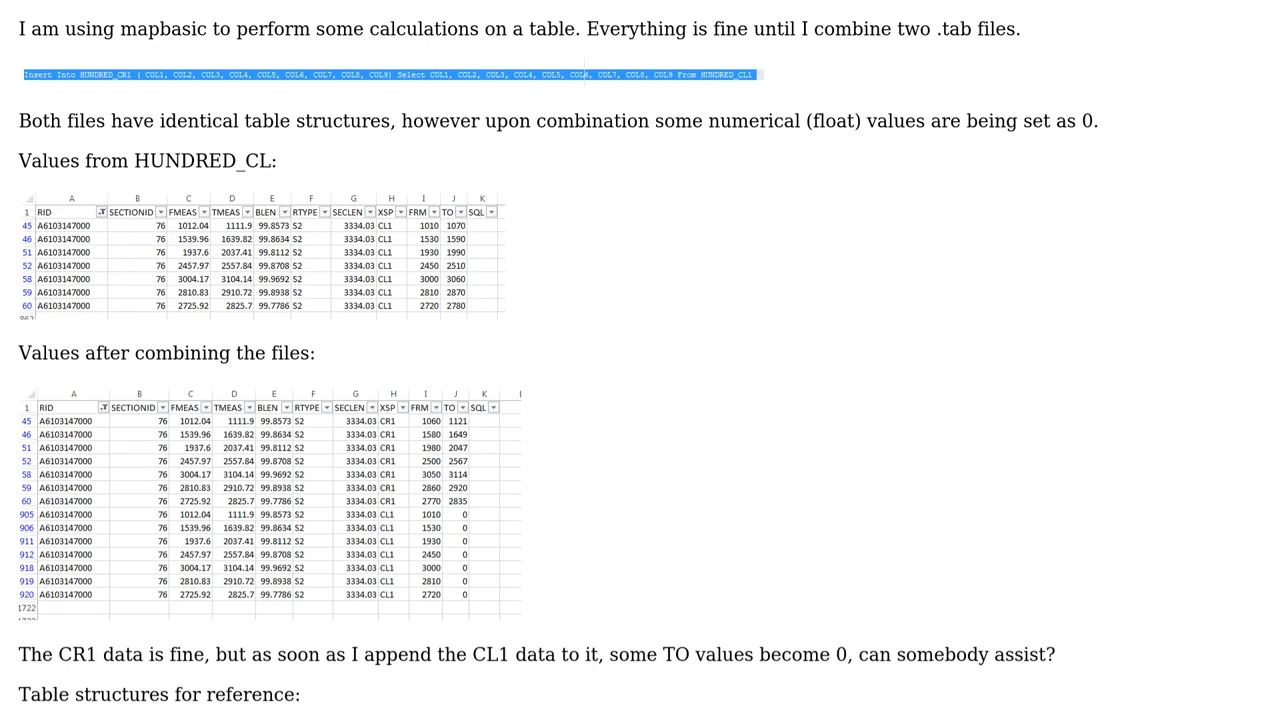 I am using mapbasic to perform some calculations on a table. Everything is fine until I combine two .tab files.
Insert Into HUNDRED_CR1 ( COL1, COL2, COL3, COL4, COL5, COL6, COL7, COL8, COL9) Select COL1, COL2, COL3, COL4, COL5, COL6, COL7, COL8, COL9 From HUNDRED_CL1
Both files have identical table structures, however upon combination some numerical (float) values are being set as 0.
Values from HUNDRED_CL:
A B C D E F G H I J K
1 RID SECTIONID FMEAS TMEAS BLEN RTYPE SECLEN XSP FRM TO SQL
45 A6103147000 76 1012.04 1111.9 99.8573 S2 3334.03 CL1 1010 1070
46 A6103147000 76 1539.96 1639.82 99.8634 S2 3334.03 CL1 1530 1590
51 A6103147000 76 1937.6 2037.41 99.8112 S2 3334.03 CL1 1930 1990
52 A6103147000 76 2457.97 2557.84 99.8708 S2 3334.03 CL1 2450 2510
58 A6103147000 76 3004.17 3104.14 99.9692 S2 3334.03 CL1 3000 3060
59 A6103147000 76 2810.83 2910.72 99.8938 S2 3334.03 CL1 2810 2870
60 A6103147000 76 2725.92 2825.7 99.7786 S2 3334.03 CL1 2720 2780
Values after combining the files:
A B C D E F G H I J K
1 RID SECTIONID FMEAS TMEAS BLEN RTYPE SECLEN XSP FRM TO SQL
45 A6103147000 76 1012.04 1111.9 99.8573 S2 3334.03 CR1 1060 1121
46 A6103147000 76 1539.96 1639.82 99.8634 S2 3334.03 CR1 1580 1649
51 A6103147000 76 1937.6 2037.41 99.8112 S2 3334.03 CR1 1980 2047
52 A6103147000 76 2457.97 2557.84 99.8708 S2 3334.03 CR1 2500 2567
58 A6103147000 76 3004.17 3104.14 99.9692 S2 3334.03 CR1 3050 3114
59 A6103147000 76 2810.83 2910.72 99.8938 S2 3334.03 CR1 2860 2920
60 A6103147000 76 2725.92 2825.7 99.7786 S2 3334.03 CR1 2770 2835
905 A6103147000 76 1012.04 1111.9 99.8573 S2 3334.03 CL1 1010 0
906 A6103147000 76 1539.96 1639.82 99.8634 S2 3334.03 CL1 1530 0
911 A6103147000 76 1937.6 2037.41 99.8112 S2 3334.03 CL1 1930 0
912 A6103147000 76 2457.97 2557.84 99.8708 S2 3334.03 CL1 2450 0
918 A6103147000 76 3004.17 3104.14 99.9692 S2 3334.03 CL1 3000 0
919 A6103147000 76 2810.83 2910.72 99.8938 S2 3334.03 CL1 2810 0
920 A6103147000 76 2725.92 2825.7 99.7786 S2 3334.03 CL1 2720 0
1722
The CR1 data is fine, but as soon as I append the CL1 data to it, some TO values become 0, can somebody assist?
Table structures for reference: